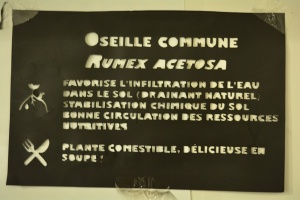 OSEILLE COMMUNE
RUMEX ACETOSA
FAVORISE L'INFILTRATION DE L'EAU
DANS LE SOL (DRAINANT NATUREL)
STABILISATION CHIMIQUE DU SOL
BONNE CIRCULATION DES RESSOURCES
NUTRITIVES
PLANTE COMESTIBLE, DÉLICIEUSE EN
SOUPE !